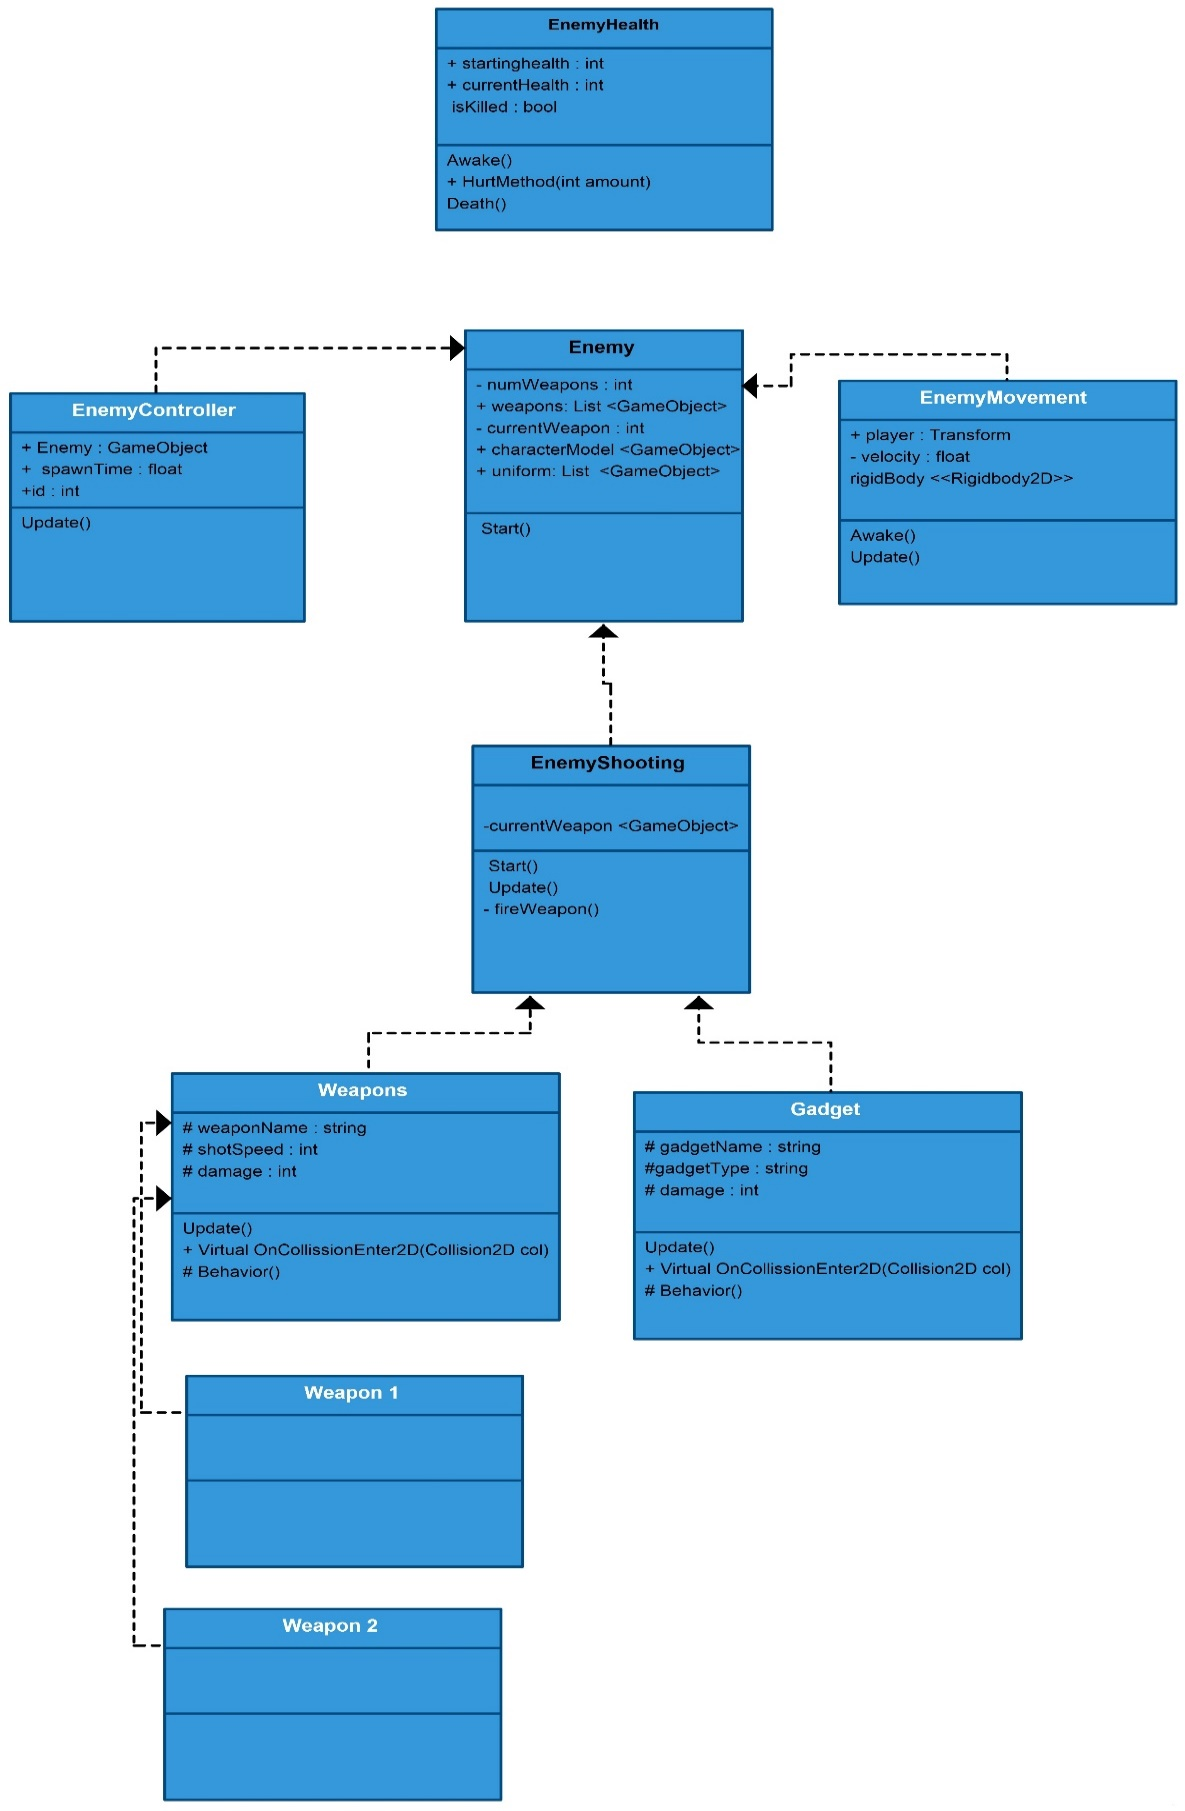 EnemyHealth
+ startinghealth : int
+ currentHealth : int
isKilled : bool
Awake()
+ HurtMethod(int amount)
Death()
Enemy
- numWeapons : int
+ weapons: List <GameObject>
- currentWeapon : int
+ characterModel <GameObject>
+ uniform: List <GameObject>
Start()
EnemyController
+ Enemy : GameObject
+ spawnTime : float
+id : int
Update()
EnemyMovement
+ player : Transform
- velocity : float
rigidBody <<Rigidbody2D>>
Awake()
Update()
EnemyShooting
-currentWeapon <GameObject>
Start()
Update()
- fireWeapon()
Weapons
# weaponName : string
# shotSpeed : int
# damage : int
Update()
+ Virtual OnCollissionEnter2D(Collision2D col)
# Behavior()
Gadget
# gadgetName : string
#gadgetType : string
# damage : int
Update()
+ Virtual OnCollissionEnter2D(Collision2D col)
# Behavior()
Weapon 1
Weapon 2